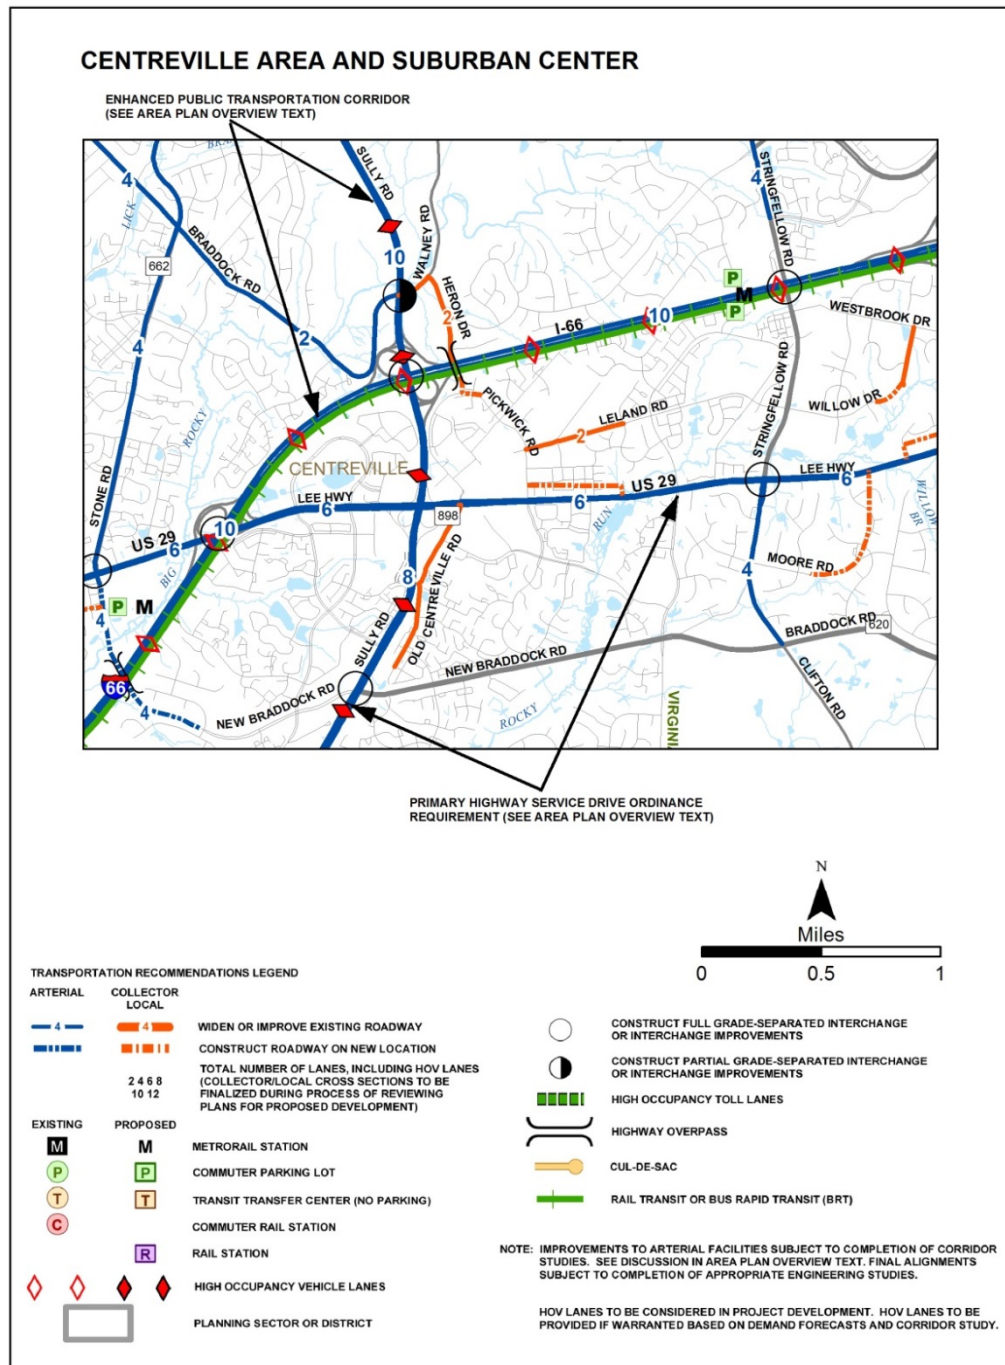 CENTREVILLE AREA AND SUBURBAN CENTER
ENHANCED PUBLIC TRANSPORTATION CORRIDOR
(SEE AREA PLAN OVERVIEW TEXT)
SULLY RD
STRINGFELLOW RD
4
4
LICK
BRADDOCK RD
WALNEY RD
10
662
HERON DR
P
M
P
2
10
WESTBROOK DR
I-66
4
2
STRINGFELLOW RD
PICKWICK RD
WILLOW DR
LELAND RD
2
ROCKY
CENTREVILLE
LEE HWY
STONE RD
US 29
6
LEE HWY
6
6
6
898
RUN
WILLOW
BR
10
US 29
6
BIG
MOORE RD
8
4
OLD CENTREVILLE RD
P
M
4
SULLY RD
BRADDOCK RD
620
NEW BRADDOCK RD
66
NEW BRADDOCK RD
CLIFTON RD
4
ROCKY
VIRGINI
PRIMARY HIGHWAY SERVICE DRIVE ORDINANCE
REQUIREMENT (SEE AREA PLAN OVERVIEW TEXT)
N
Miles
0 0.5 1
TRANSPORTATION RECOMMENDATIONS LEGEND
ARTERIAL COLLECTOR
LOCAL
4 4 WIDEN OR IMPROVE EXISTING ROADWAY
CONSTRUCT ROADWAY ON NEW LOCATION
TOTAL NUMBER OF LANES, INCLUDING HOV LANES
2 4 6 8 (COLLECTOR/LOCAL CROSS SECTIONS TO BE
10 12 FINALIZED DURING PROCESS OF REVIEWING
PLANS FOR PROPOSED DEVELOPMENT)
EXISTING PROPOSED
M M METRORAIL STATION
P P COMMUTER PARKING LOT
T T TRANSIT TRANSFER CENTER (NO PARKING)
C COMMUTER RAIL STATION
R RAIL STATION
HIGH OCCUPANCY VEHICLE LANES
PLANNING SECTOR OR DISTRICT
CONSTRUCT FULL GRADE-SEPARATED INTERCHANGE
OR INTERCHANGE IMPROVEMENTS
CONSTRUCT PARTIAL GRADE-SEPARATED INTERCHANGE
OR INTERCHANGE IMPROVEMENTS
HIGH OCCUPANCY TOLL LANES
HIGHWAY OVERPASS
CUL-DE-SAC
RAIL TRANSIT OR BUS RAPID TRANSIT (BRT)
NOTE: IMPROVEMENTS TO ARTERIAL FACILITIES SUBJECT TO COMPLETION OF CORRIDOR
STUDIES. SEE DISCUSSION IN AREA PLAN OVERVIEW TEXT. FINAL ALIGNMENTS
SUBJECT TO COMPLETION OF APPROPRIATE ENGINEERING STUDIES.
HOV LANES TO BE CONSIDERED IN PROJECT DEVELOPMENT. HOV LANES TO BE
PROVIDED IF WARRANTED BASED ON DEMAND FORECASTS AND CORRIDOR STUDY.